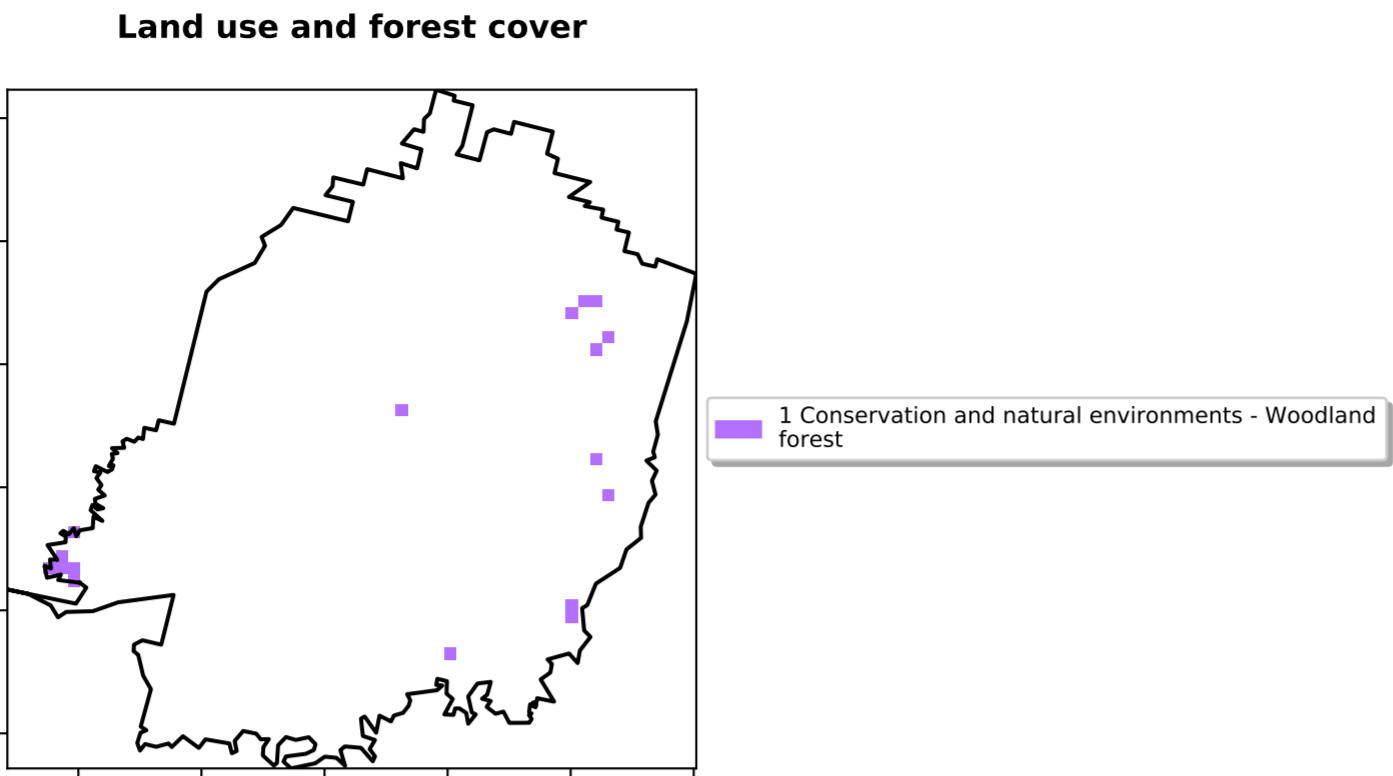 Land use and forest cover
1 Conservation and natural environments - Woodland
forest